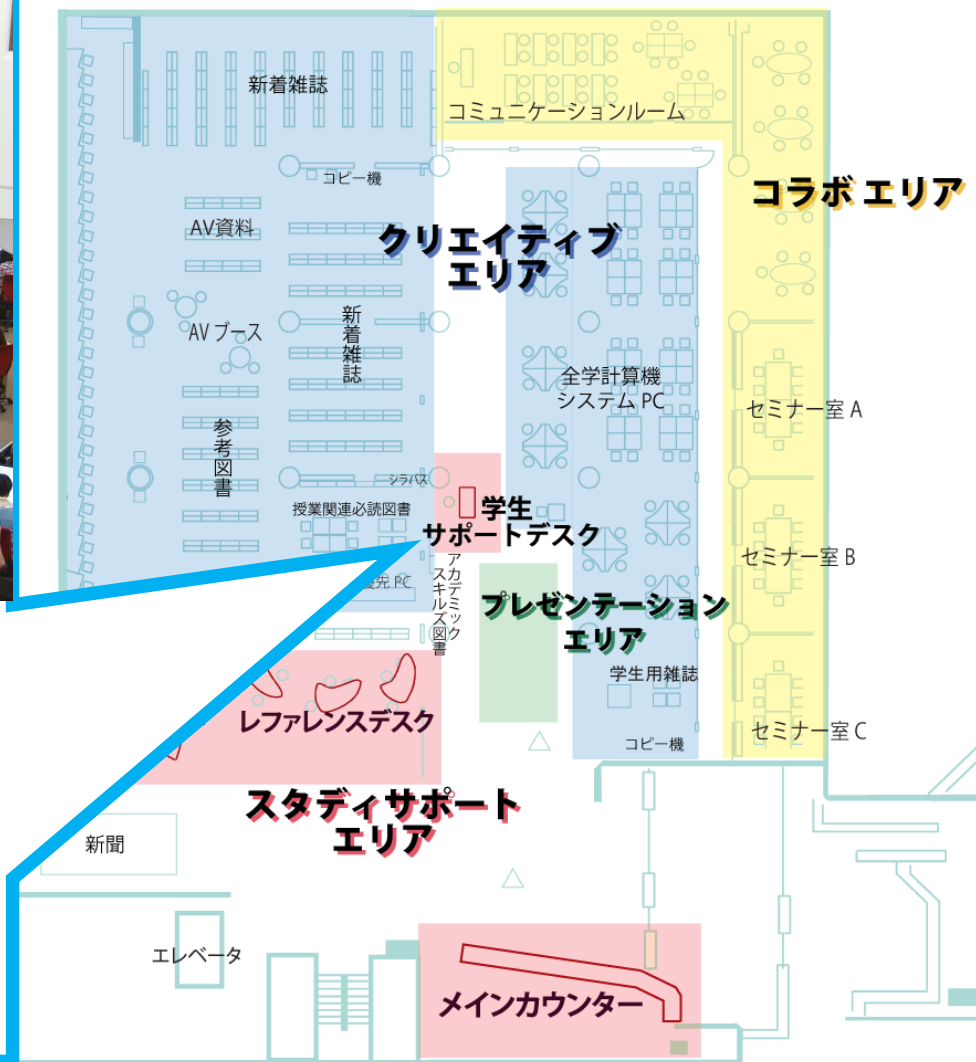 新着雑誌
コミュニケーションルーム
コピー機
コラボ エリア
AV資料
クリエイティブ
エリア
AV ブース
新着雑誌
全学計算機
システム PC
セミナー室 A
参考図書
シラバス
授業関連必読図書
学生
サポートデスク
セミナー室 B
先 PC
アカデミック
スキルズ図書
プレゼンテーション
エリア
学生用雑誌
レファレンスデスク
セミナー室 C
コピー機
スタディサポート
エリア
新聞
エレベータ
メインカウンター